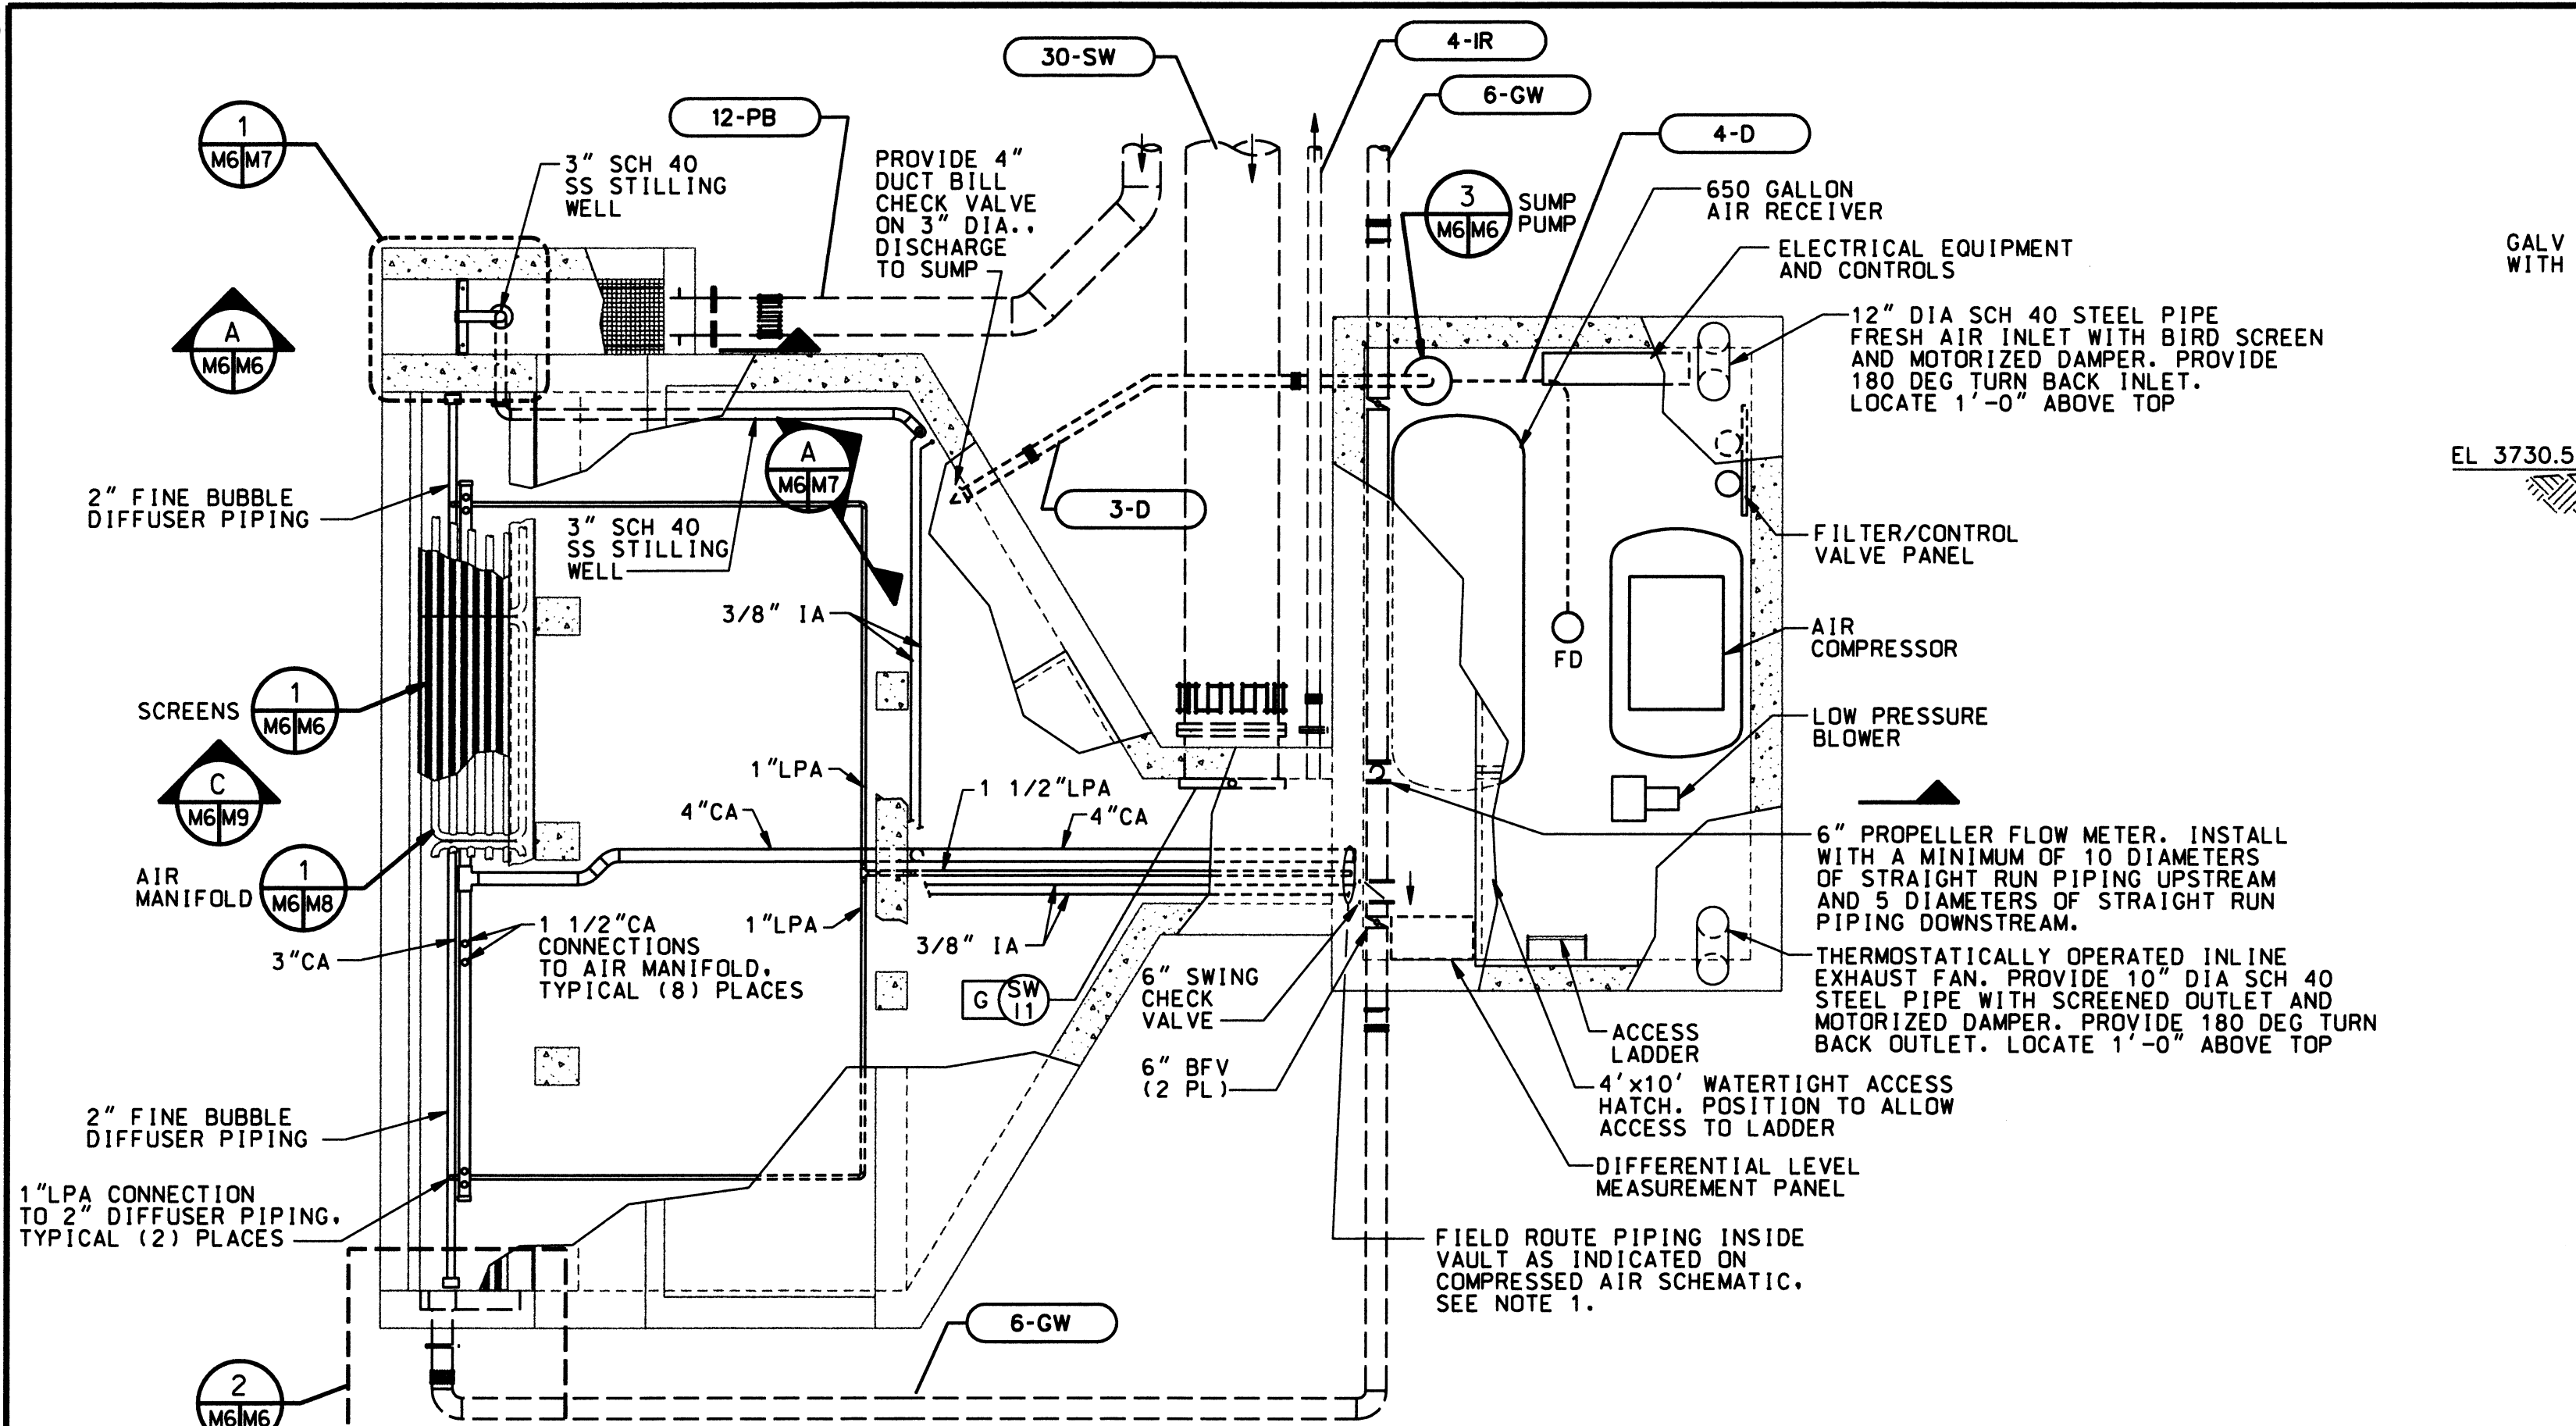 30-SW
4-IR
6-GW
12-PB
4-D
1
M6 M7
3" SCH 40
SS STILLING
WELL
PROVIDE 4"
DUCT BILL
CHECK VALVE
ON 3" DIA.,
DISCHARGE
TO SUMP
3
M6 M6
SUMP
PUMP
650 GALLON
AIR RECEIVER
ELECTRICAL EQUIPMENT
AND CONTROLS
GALV
WITH
12" DIA SCH 40 STEEL PIPE
FRESH AIR INLET WITH BIRD SCREEN
AND MOTORIZED DAMPER. PROVIDE
180 DEG TURN BACK INLET.
LOCATE 1'-0" ABOVE TOP
A
M6 M6
A
M6 M7
EL 3730.5
2" FINE BUBBLE
DIFFUSER PIPING
3-D
3" SCH 40
SS STILLING
WELL
FILTER/CONTROL
VALVE PANEL
3/8" IA
FD
AIR
COMPRESSOR
SCREENS
1
M6 M6
LOW PRESSURE
BLOWER
C
M6 M9
1"LPA
4"CA
1 1/2"LPA
4"CA
6" PROPELLER FLOW METER. INSTALL
WITH A MINIMUM OF 10 DIAMETERS
OF STRAIGHT RUN PIPING UPSTREAM
AND 5 DIAMETERS OF STRAIGHT RUN
PIPING DOWNSTREAM.
AIR
MANIFOLD
1
M6 M8
3"CA
1 1/2"CA
CONNECTIONS
TO AIR MANIFOLD,
TYPICAL (8) PLACES
1"LPA
3/8" IA
G
SW
11
6" SWING
CHECK
VALVE
THERMOSTATICALLY OPERATED INLINE
EXHAUST FAN. PROVIDE 10" DIA SCH 40
STEEL PIPE WITH SCREENED OUTLET AND
MOTORIZED DAMPER. PROVIDE 180 DEG TURN
BACK OUTLET. LOCATE 1'-0" ABOVE TOP
ACCESS
LADDER
6" BFV
(2 PL)
4'x10' WATERTIGHT ACCESS
HATCH. POSITION TO ALLOW
ACCESS TO LADDER
2" FINE BUBBLE
DIFFUSER PIPING
DIFFERENTIAL LEVEL
MEASUREMENT PANEL
1"LPA CONNECTION
TO 2" DIFFUSER PIPING,
TYPICAL (2) PLACES
FIELD ROUTE PIPING INSIDE
VAULT AS INDICATED ON
COMPRESSED AIR SCHEMATIC,
SEE NOTE 1.
6-GW
2
M6 M6